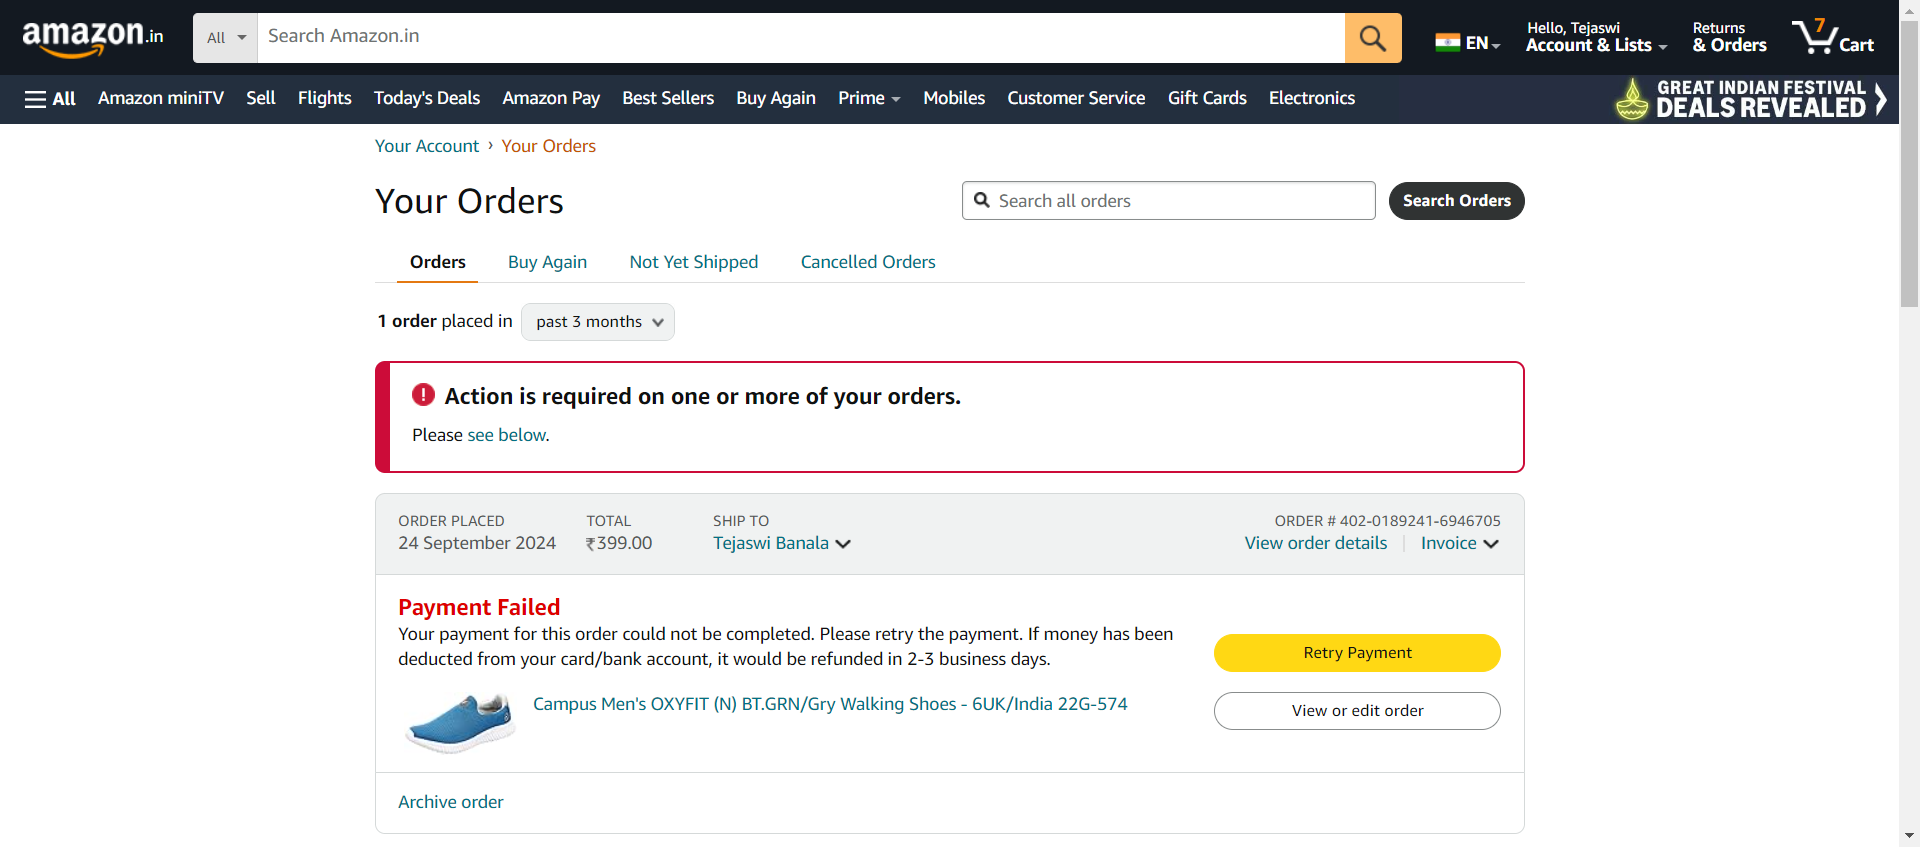 amazon.in
All
Search Amazon.in
EN
Hello, Tejaswi
Account & Lists
Returns
& Orders
7
Cart
All
Amazon miniTV
Sell
Flights
Today's Deals
Amazon Pay
Best Sellers
Buy Again
Prime
Mobiles
Customer Service
Gift Cards
Electronics
GREAT INDIAN FESTIVAL
DEALS REVEALED
Your Account › Your Orders
Your Orders
Search all orders
Search Orders
Orders
Buy Again
Not Yet Shipped
Cancelled Orders
1 order placed in past 3 months
Action is required on one or more of your orders.
Please see below.
ORDER PLACED
24 September 2024
TOTAL
₹399.00
SHIP TO
Tejaswi Banala
ORDER # 402-0189241-6946705
View order details
Invoice
Payment Failed
Your payment for this order could not be completed. Please retry the payment. If money has been
deducted from your card/bank account, it would be refunded in 2-3 business days.
Retry Payment
Campus Men's OXYFIT (N) BT.GRN/Gry Walking Shoes - 6UK/India 22G-574
View or edit order
Archive order